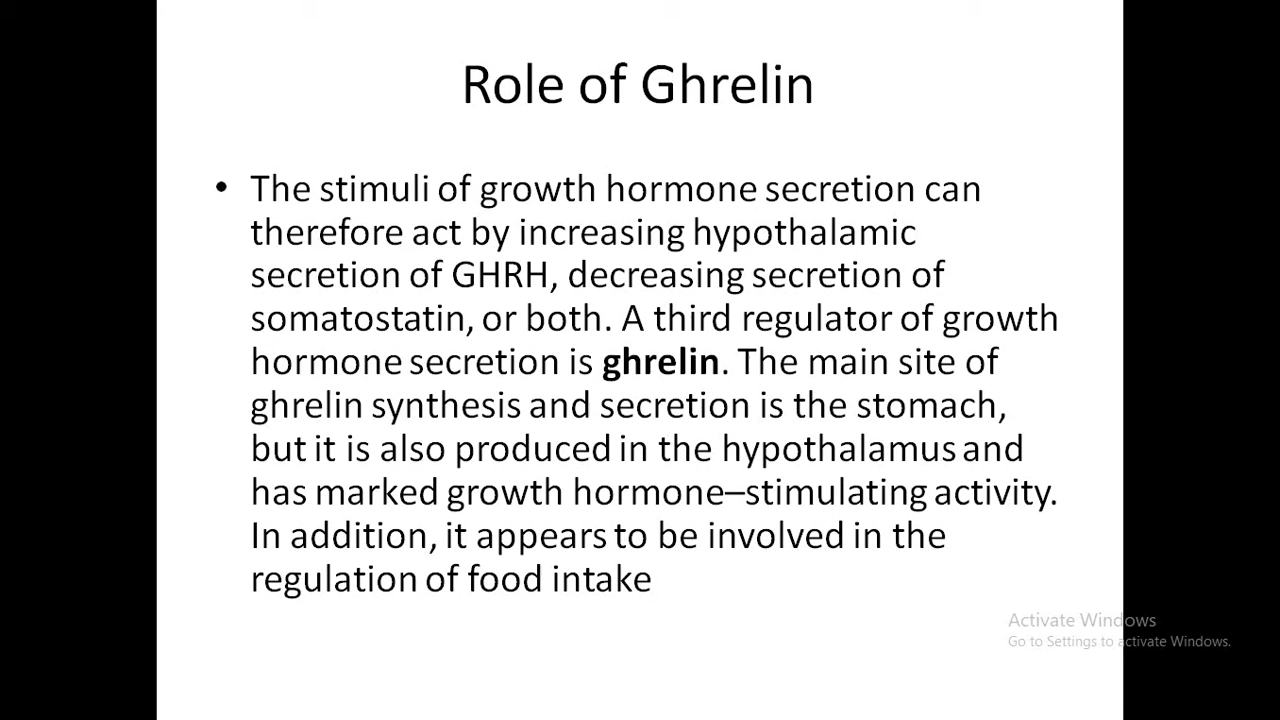 Role of Ghrelin
• The stimuli of growth hormone secretion can
therefore act by increasing hypothalamic
secretion of GHRH, decreasing secretion of
somatostatin, or both. A third regulator of growth
hormone secretion is ghrelin. The main site of
ghrelin synthesis and secretion is the stomach,
but it is also produced in the hypothalamus and
has marked growth hormone–stimulating activity.
In addition, it appears to be involved in the
regulation of food intake
Activate Windows
Go to Settings to activate Windows.